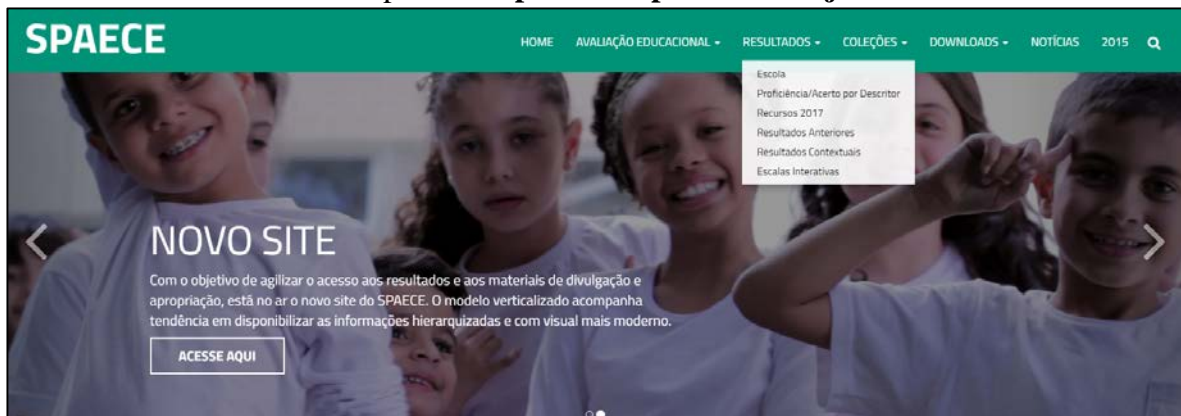 SPAECE
HOME AVALIAÇÃO EDUCACIONAL RESULTADOS COLEÇÕES DOWNLOADS NOTÍCIAS 2015
Escola
Proficiência/Acerto por Descritor
Recursos 2017
Resultados Anteriores
Resultados Contextuais
Escalas Interativas
NOVO SITE
Com o objetivo de agilizar o acesso aos resultados e aos materiais de divulgação e
apropriação, está no ar o novo site do SPAECE. O modelo verticalizado acompanha
tendência em disponibilizar as informações hierarquizadas e com visual mais moderno.
ACESSE AQUI